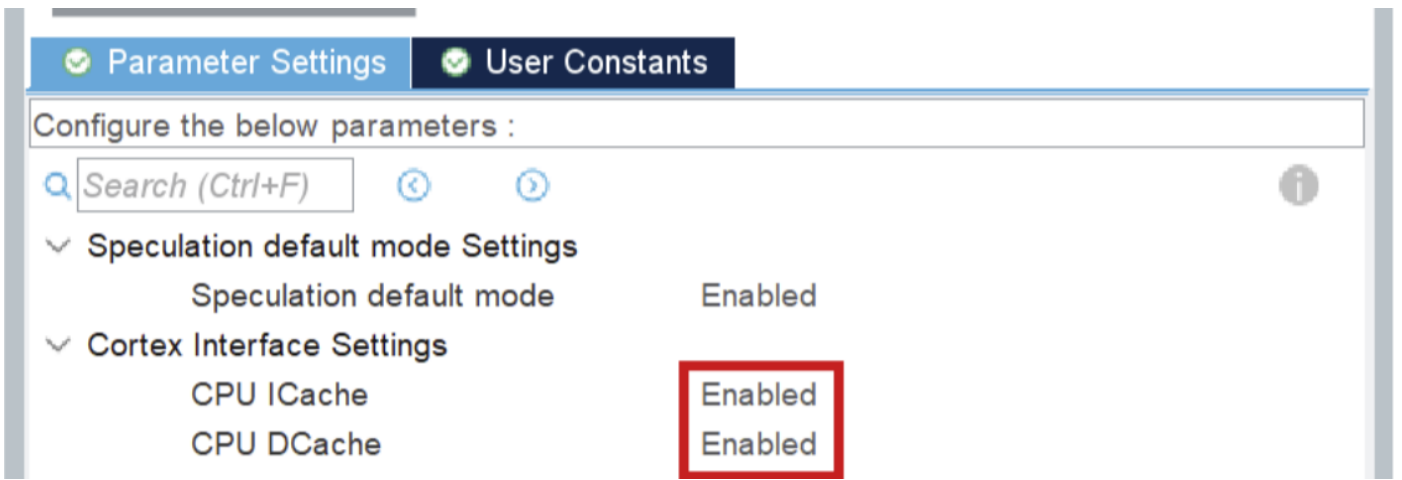 Parameter Settings User Constants
Configure the below parameters :
Search (Ctrl+F)
Speculation default mode Settings
Speculation default mode Enabled
Cortex Interface Settings
CPU ICache Enabled
CPU DCache Enabled